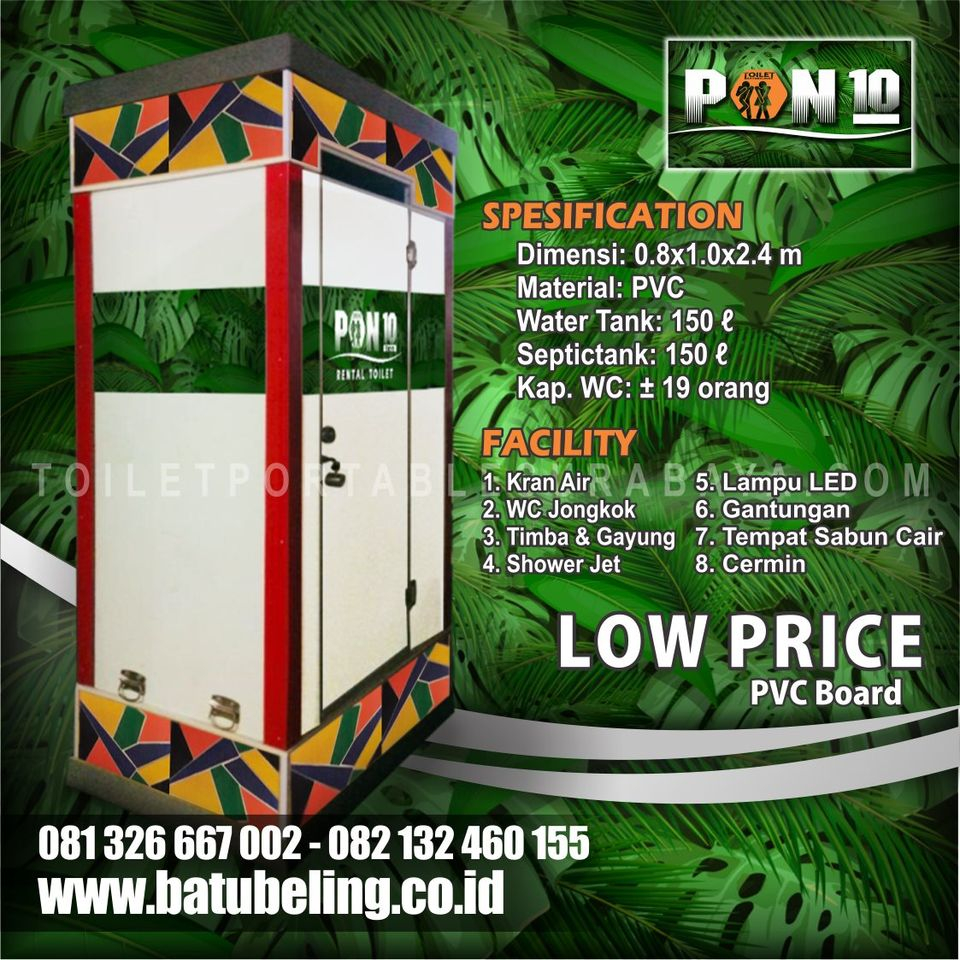 TOILET
PON 10
SPESIFICATION
Dimensi: 0.8x1.0x2.4 m
Material: PVC
Water Tank: 150 ℓ
Septictank: 150 ℓ
Kap. WC: ± 19 orang
PON 10
RENTAL TOILET
FACILITY
TOILETPORTABLESURABAYA.COM
1. Kran Air
2. WC Jongkok
3. Timba & Gayung
4. Shower Jet
5. Lampu LED
6. Gantungan
7. Tempat Sabun Cair
8. Cermin
LOW PRICE
PVC Board
081 326 667 002 - 082 132 460 155
www.batubeling.co.id